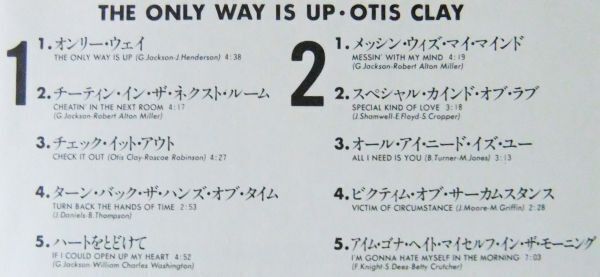 THE ONLY WAY IS UP・OTIS CLAY
1
1.オンリー・ウェイ
THE ONLY WAY IS UP (G.Jackson-J.Henderson) 4:38
2.チーティン・イン・ザ・ネクスト・ルーム
CHEATIN' IN THE NEXT ROOM 4:17
(G.Jackson-Robert Alton Miller)
3.チェック・イット・アウト
CHECK IT OUT (Otis Clay-Roscoe Robinson) 4:27
4.ターン・バック・ザ・ハンズ・オブ・タイム
TURN BACK THE HANDS OF TIME 2:53
(J.Daniels-B.Thompson)
5.ハートをとどけて
IF I COULD OPEN UP MY HEART 4:52
(G.Jackson-William Charles Washington)
2
1.メッシン・ウィズ・マイ・マインド
MESSIN' WITH MY MIND 4:19
(G.Jackson-Robert Alton Miller)
2.スペシャル・カインド・オブ・ラブ
SPECIAL KIND OF LOVE 3:18
(J.Shamwell-E.Floyd-S.Cropper)
3.オール・アイ・ニード・イズ・ユー
ALL I NEED IS YOU (B.Turner-M.Jones) 3:13
4.ビクティム・オブ・サーカムスタンス
VICTIM OF CIRCUMSTANCE (J.Moore-M.Griffin) 2:28
5.アイム・ゴナ・ヘイト・マイセルフ・イン・ザ・モーニング
I'M GONNA HATE MYSELF IN THE MORNING 7:03
(F.Knight-S.Dees-Betty Crutcher)